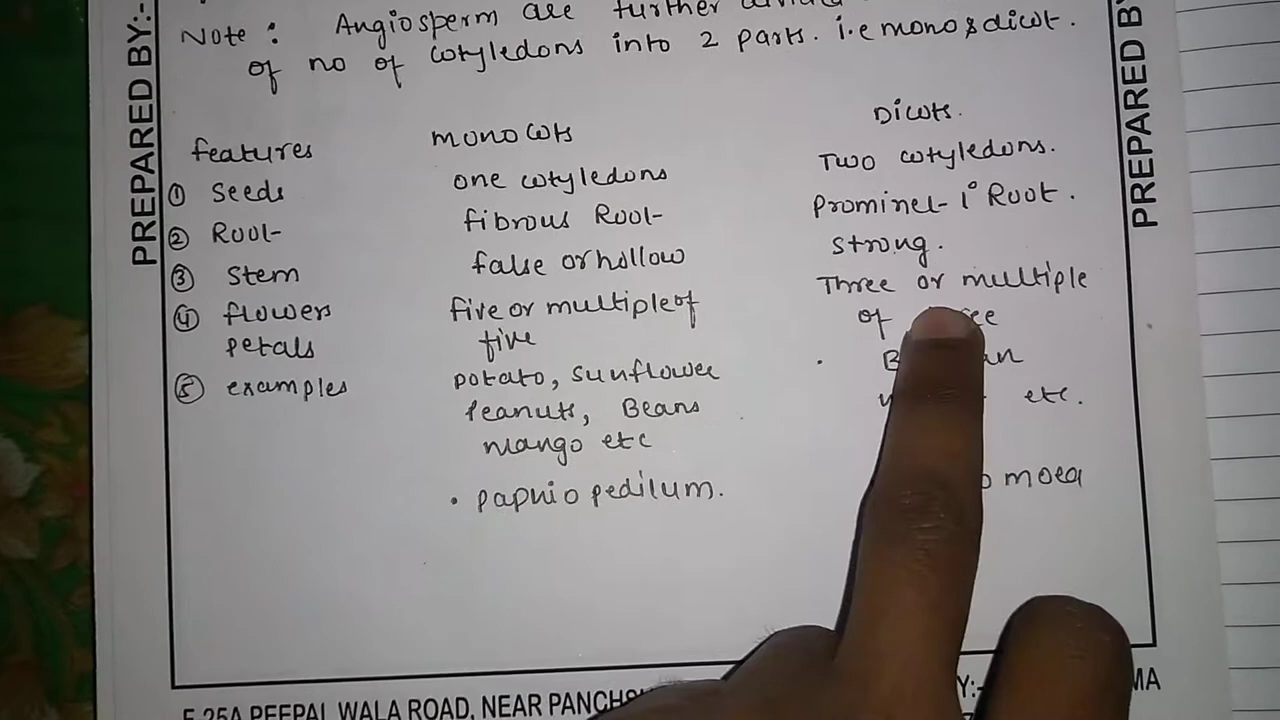 PREPARED BY:-
PREPARED BY
Note : Angiosperm are further
of no of cotyledons into 2 parts. i.e mono & dicot.
features monocots Dicots.
① Seeds one cotyledons Two cotyledons.
② Root- fibrous Root- Prominet- 1° Root.
③ Stem false or hollow strong.
④ flowers five or multiple of Three or multiple
petals five of
⑤ examples potato, sunflower
peanuts, Beans etc.
mango etc
• paphio pedilum. moea
F 25A PEEPAL WALA ROAD, NEAR